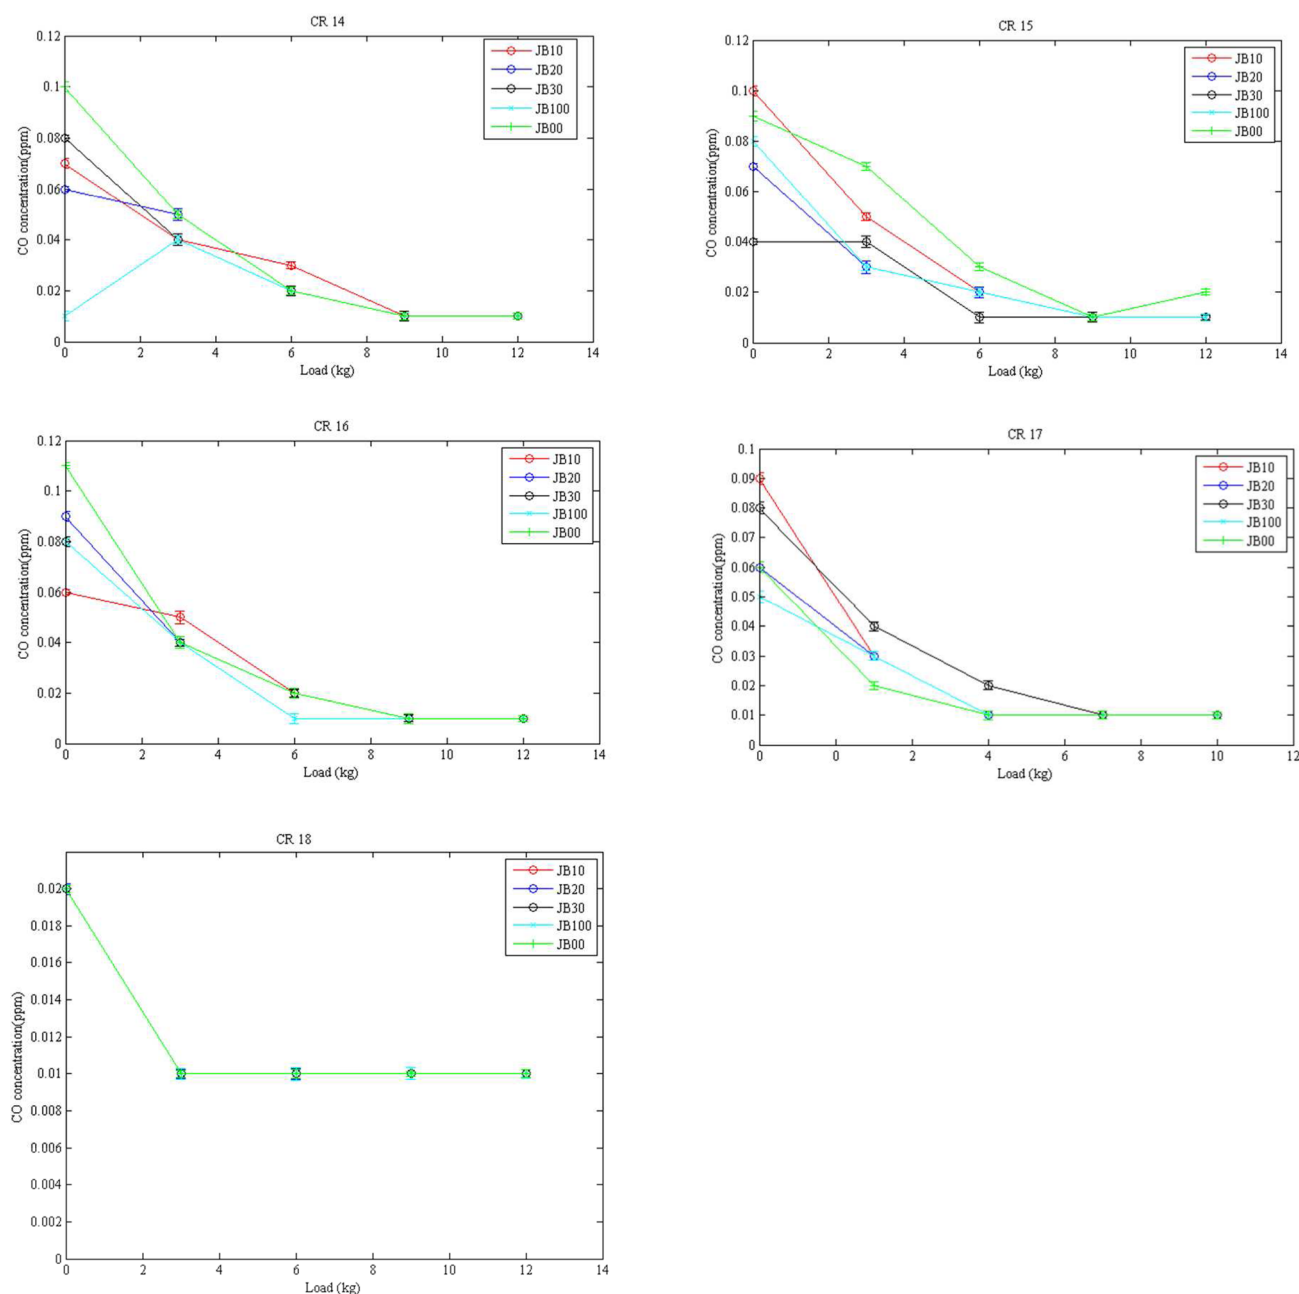 CR 14
0.12
0.1
0.08
0.06
0.04
0.02
0
CO concentration(ppm)
0 2 4 6 8 10 12 14
Load (kg)
JB10
JB20
JB30
JB100
JB00
CR 15
0.12
0.1
0.08
0.06
0.04
0.02
0
CO concentration(ppm)
0 2 4 6 8 10 12 14
Load (kg)
JB10
JB20
JB30
JB100
JB00
CR 16
0.12
0.1
0.08
0.06
0.04
0.02
0
CO concentration(ppm)
0 2 4 6 8 10 12 14
Load (kg)
JB10
JB20
JB30
JB100
JB00
CR 17
0.1
0.09
0.08
0.07
0.06
0.05
0.04
0.03
0.02
0.01
0
CO concentration(ppm)
0 0 2 4 6 8 10 12
Load (kg)
JB10
JB20
JB30
JB100
JB00
CR 18
0.02
0.018
0.016
0.014
0.012
0.01
0.008
0.006
0.004
0.002
0
CO concentration(ppm)
0 2 4 6 8 10 12 14
Load (kg)
JB10
JB20
JB30
JB100
JB00